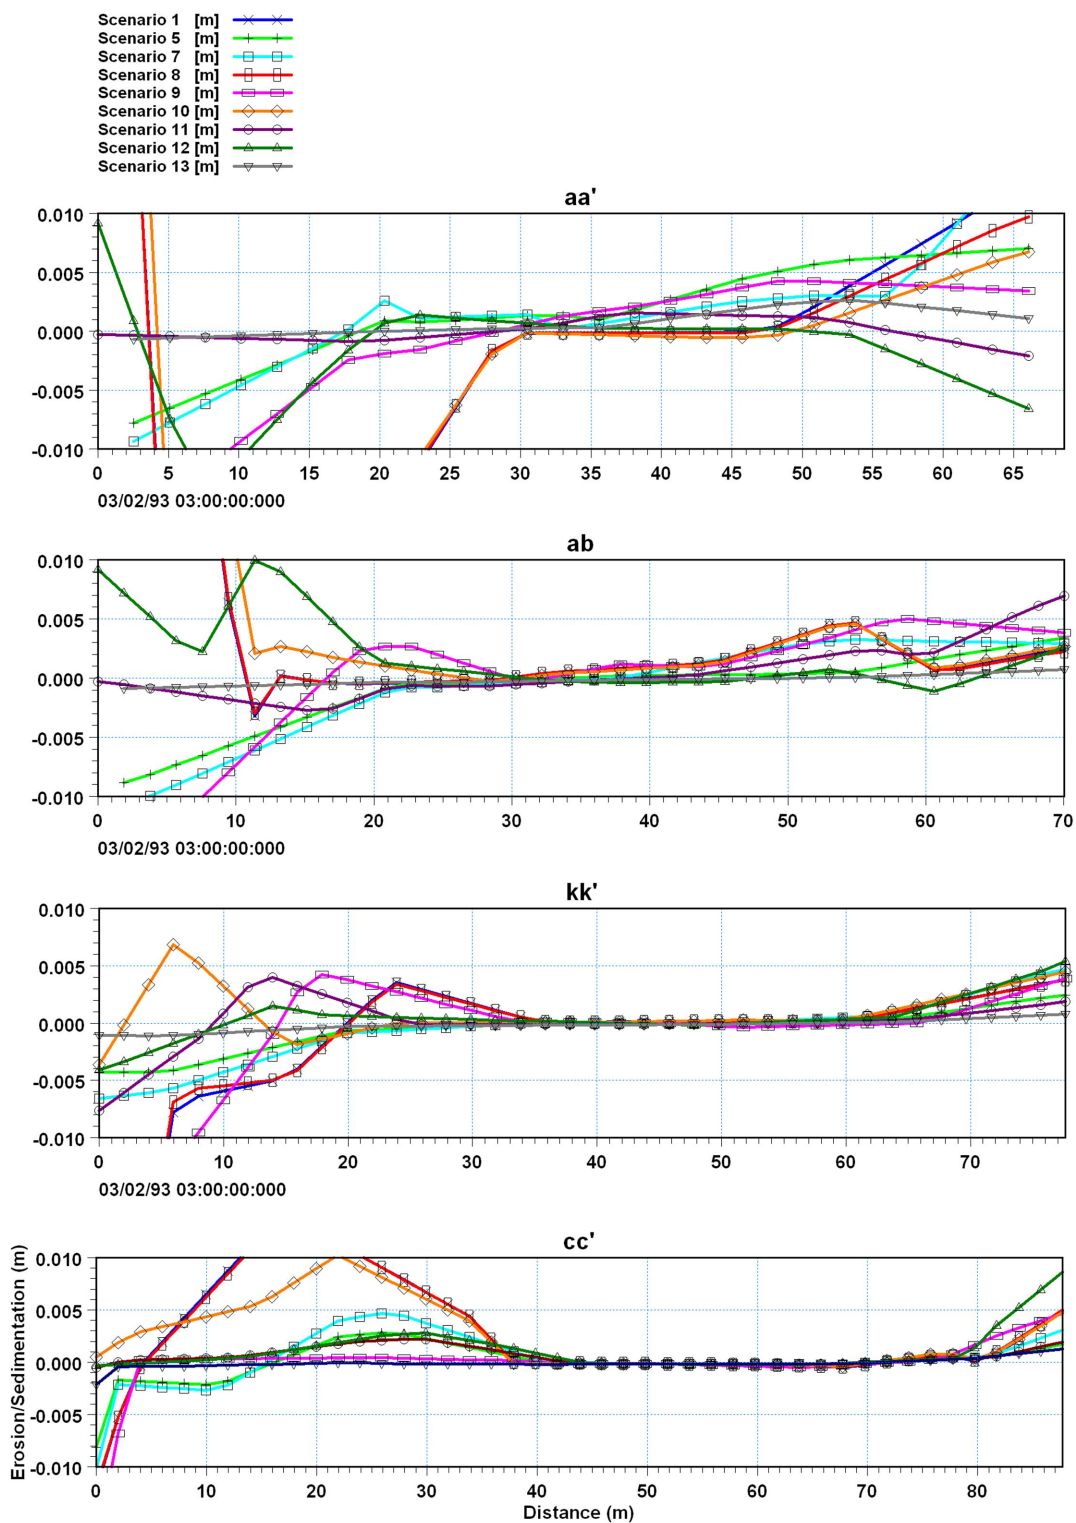 Scenario 1 [m]
Scenario 5 [m]
Scenario 7 [m]
Scenario 8 [m]
Scenario 9 [m]
Scenario 10 [m]
Scenario 11 [m]
Scenario 12 [m]
Scenario 13 [m]
aa'
0.010
0.005
0.000
-0.005
-0.010
0 5 10 15 20 25 30 35 40 45 50 55 60 65
03/02/93 03:00:00:000
ab
0.010
0.005
0.000
-0.005
-0.010
0 10 20 30 40 50 60 70
03/02/93 03:00:00:000
kk'
0.010
0.005
0.000
-0.005
-0.010
0 10 20 30 40 50 60 70
03/02/93 03:00:00:000
cc'
Erosion/Sedimentation (m)
0.010
0.005
0.000
-0.005
-0.010
0 10 20 30 40 50 60 70 80
Distance (m)